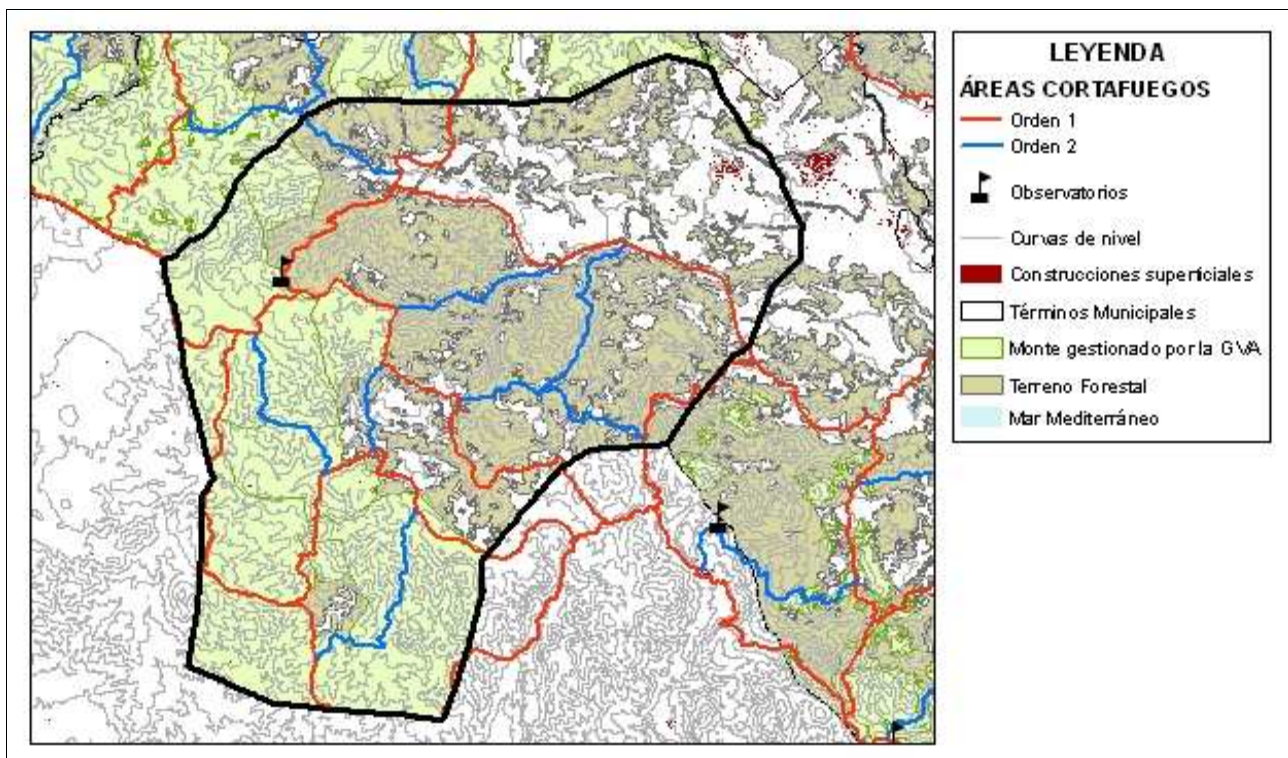 LEYENDA
ÁREAS CORTAFUEGOS
Orden 1
Orden 2
Observatorios
Curvas de nivel
Construcciones superficiales
Términos Municipales
Monte gestionado por la GVA
Terreno Forestal
Mar Mediterráneo